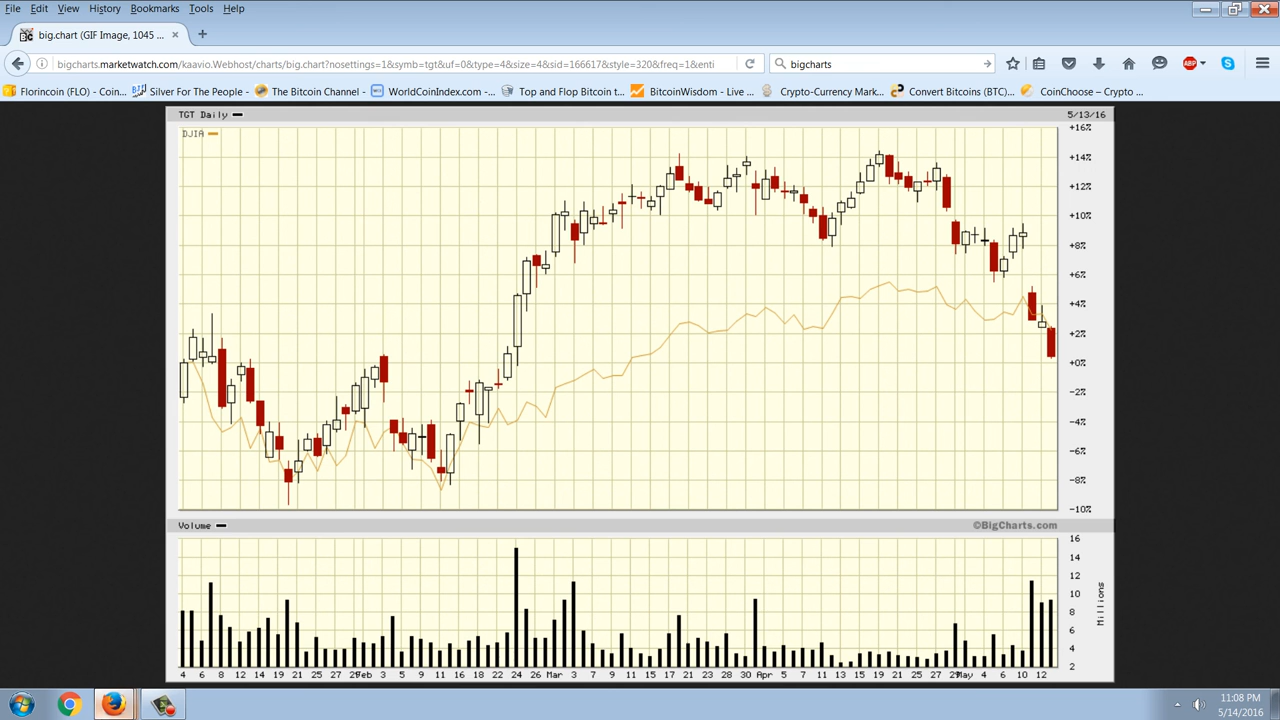 File Edit View History Bookmarks Tools Help
big.chart (GIF Image, 1045 ...
bigcharts.marketwatch.com/kaavio.Webhost/charts/big.chart?nosettings=1&symb=tgt&uf=0&type=4&size=4&sid=166617&style=320&freq=1&enti
bigcharts
ABP
Florincoin (FLO) - Coin... Silver For The People - The Bitcoin Channel - WorldCoinIndex.com -... Top and Flop Bitcoin t... BitcoinWisdom - Live ... Crypto-Currency Mark... Convert Bitcoins (BTC)... CoinChoose – Crypto ...
TGT Daily 5/13/16
DJIA
+16%
+14%
+12%
+10%
+8%
+6%
+4%
+2%
+0%
-2%
-4%
-6%
-8%
-10%
Volume ©BigCharts.com
16
14
12
10
8
6
4
2
Millions
4 6 8 12 14 19 21 25 27 29 Feb 3 5 9 11 16 18 22 24 26 Mar 3 7 9 11 15 17 21 23 28 30 Apr 5 7 11 13 15 19 21 25 27 29 May 4 6 10 12
11:08 PM
5/14/2016